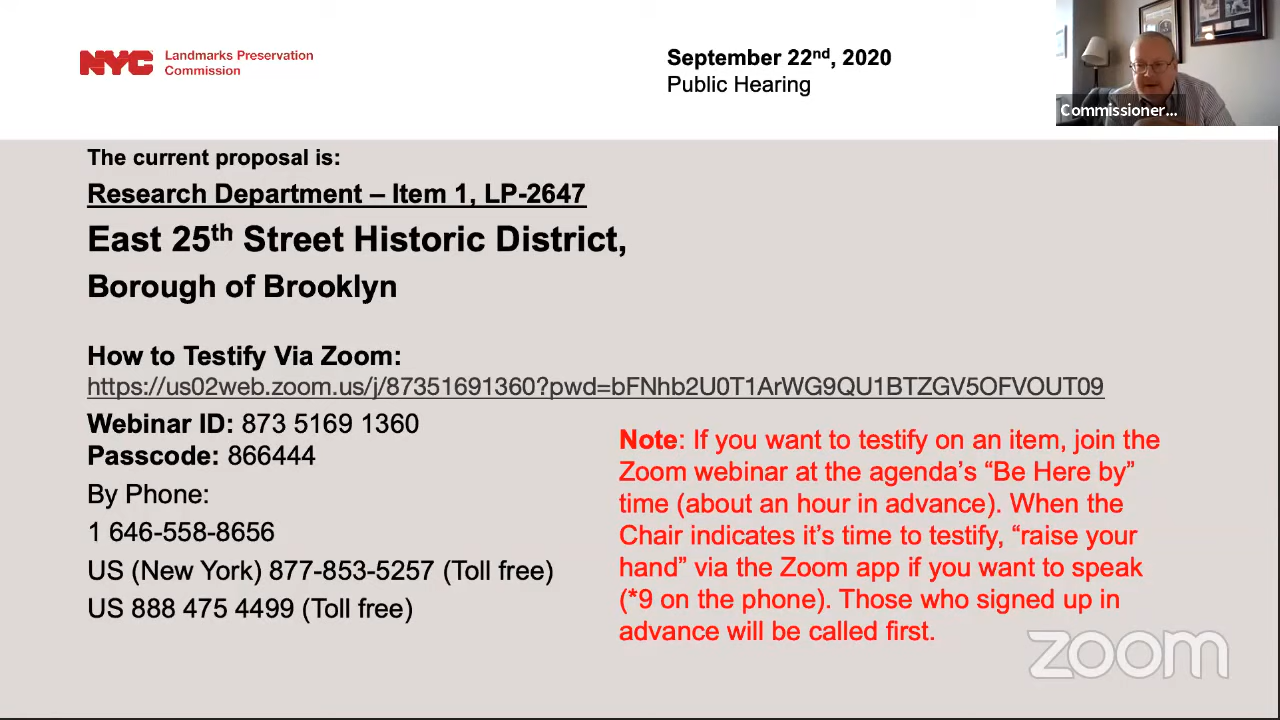 NYC Landmarks Preservation
Commission
September 22nd, 2020
Public Hearing
Commissioner...
The current proposal is:
Research Department – Item 1, LP-2647
East 25th Street Historic District,
Borough of Brooklyn
How to Testify Via Zoom:
https://us02web.zoom.us/j/87351691360?pwd=bFNhb2U0T1ArWG9QU1BTZGV5OFVOUT09
Webinar ID: 873 5169 1360
Passcode: 866444
By Phone:
1 646-558-8656
US (New York) 877-853-5257 (Toll free)
US 888 475 4499 (Toll free)
Note: If you want to testify on an item, join the
Zoom webinar at the agenda’s “Be Here by”
time (about an hour in advance). When the
Chair indicates it’s time to testify, “raise your
hand” via the Zoom app if you want to speak
(*9 on the phone). Those who signed up in
advance will be called first.
zoom